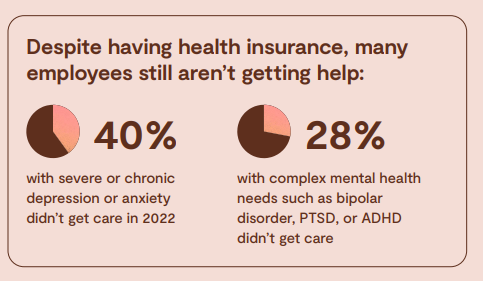 Despite having health insurance, many
employees still aren't getting help:
40%
with severe or chronic
depression or anxiety
didn't get care in 2022
28%
with complex mental health
needs such as bipolar
disorder, PTSD, or ADHD
didn't get care